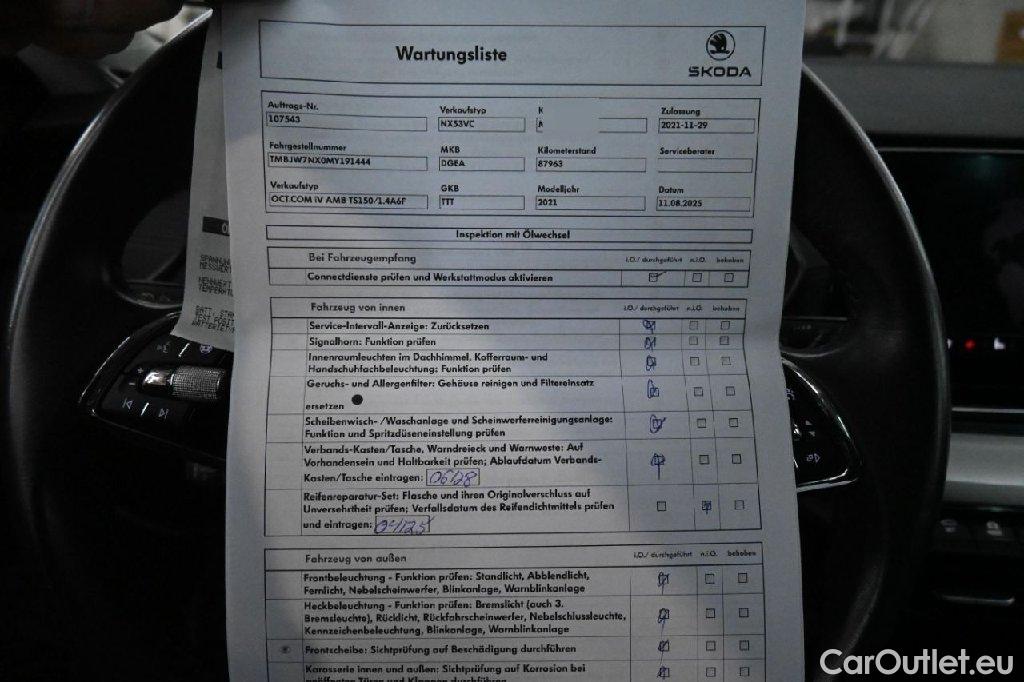 Wartungsliste
SKODA
Auftrags-Nr. Verkaufstyp K Zulassung
107543 NX53VC A 2021-11-29
Fahrgestellnummer MKB Kilometerstand Serviceberater
TMBJW7NX0MY191444 DGEA 87963
Verkaufstyp GKB Modelljahr Datum
OCT.COM iV AMB TS150/1.4A6F TTT 2021 11.08.2025
Inspektion mit Ölwechsel
Bei Fahrzeugempfang i.O./ durchgeführt n.i.O. behoben
Connectdienste prüfen und Werkstattmodus aktivieren
Fahrzeug von innen i.O./ durchgeführt n.i.O. behoben
Service-Intervall-Anzeige: Zurücksetzen
Signalhorn: Funktion prüfen
Innenraumleuchten im Dachhimmel, Kofferraum- und
Handschuhfachbeleuchtung: Funktion prüfen
Geruchs- und Allergenfilter: Gehäuse reinigen und Filtereinsatz
ersetzen
Scheibenwisch- /Waschanlage und Scheinwerferreinigungsanlage:
Funktion und Spritzdüseneinstellung prüfen
Verbands-Kasten/Tasche, Warndreieck und Warnweste: Auf
Vorhandensein und Haltbarkeit prüfen; Ablaufdatum Verbands-
Kasten/Tasche eintragen: 06/28
Reifenreparatur-Set: Flasche und ihren Originalverschluss auf
Unversehrtheit prüfen; Verfallsdatum des Reifendichtmittels prüfen
und eintragen: 04/25
Fahrzeug von außen i.O./ durchgeführt n.i.O. behoben
Frontbeleuchtung - Funktion prüfen: Standlicht, Abblendlicht,
Fernlicht, Nebelscheinwerfer, Blinkanlage, Warnblinkanlage
Heckbeleuchtung - Funktion prüfen: Bremslicht (auch 3.
Bremsleuchte), Rücklicht, Rückfahrscheinwerfer, Nebelschlussleuchte,
Kennzeichenbeleuchtung, Blinkanlage, Warnblinkanlage
Frontscheibe: Sichtprüfung auf Beschädigung durchführen
Karosserie innen und außen: Sichtprüfung auf Korrosion bei
geöffneten Türen und Klappen durchführen
CarOutlet.eu